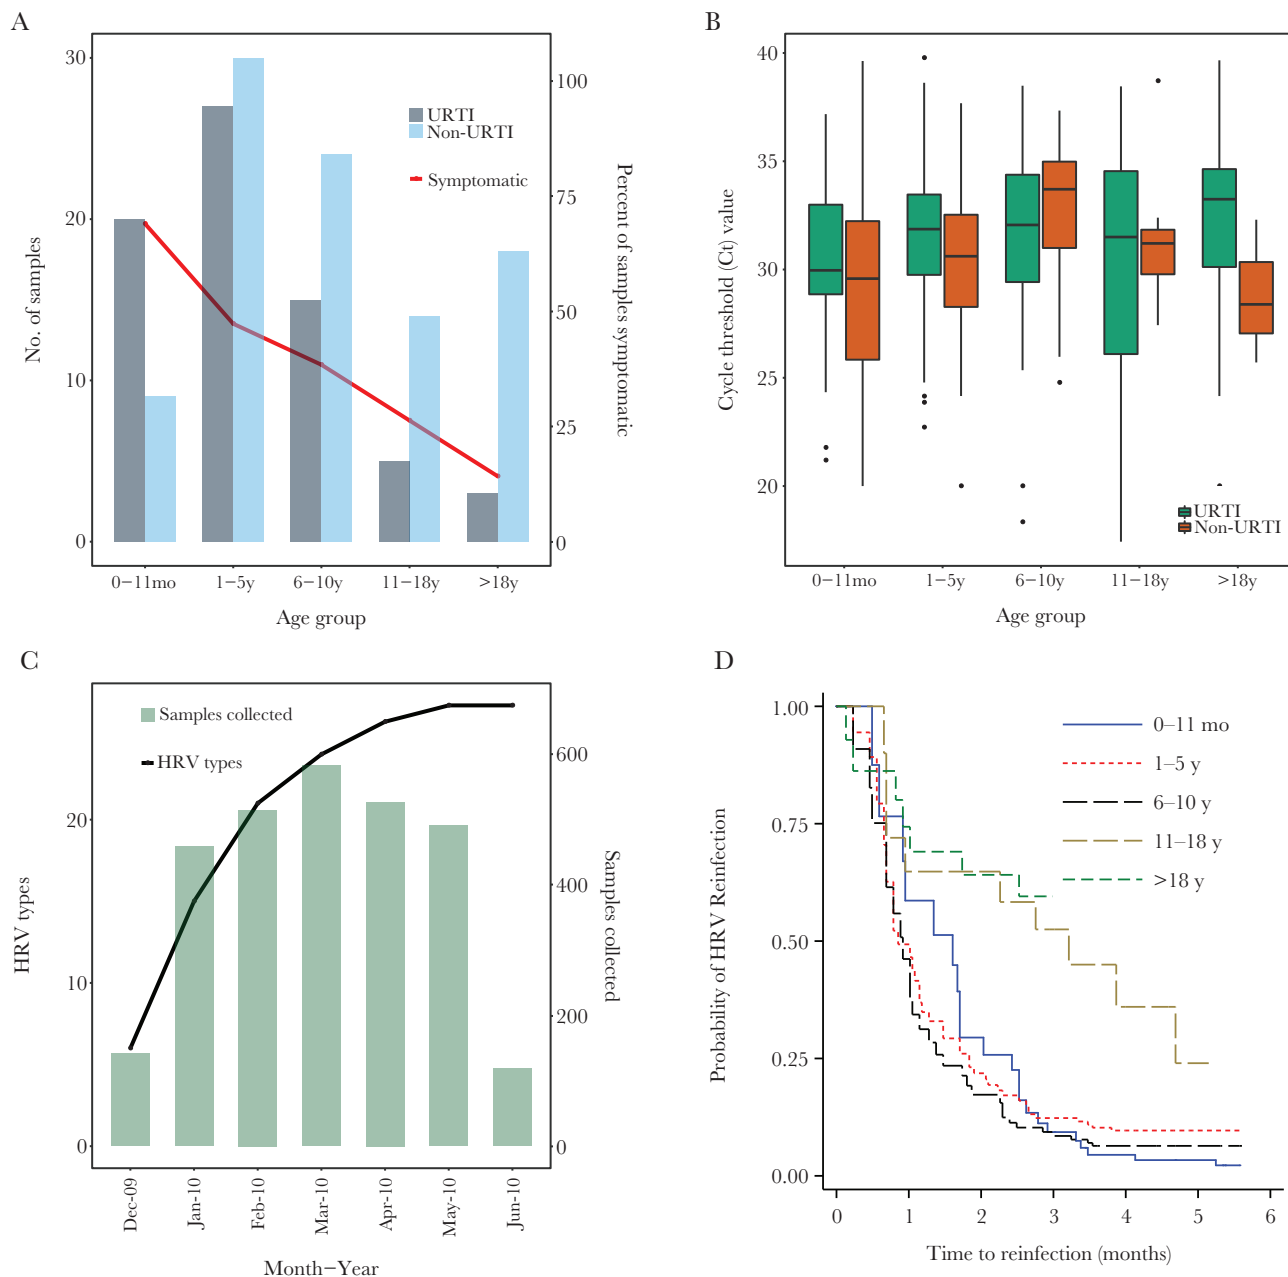 A
30
20
10
0
No. of samples
URTI
Non-URTI
Symptomatic
100
75
50
25
0
Percent of samples symptomatic
0–11mo
1–5y
6–10y
11–18y
>18y
Age group
B
40
35
30
25
20
Cycle threshold (Ct) value
URTI
Non-URTI
0–11mo
1–5y
6–10y
11–18y
>18y
Age group
C
20
10
0
HRV types
Samples collected
HRV types
600
400
200
0
Samples collected
Dec-09
Jan-10
Feb-10
Mar-10
Apr-10
May-10
Jun-10
Month–Year
D
1.00
0.75
0.50
0.25
0.00
Probability of HRV Reinfection
0–11 mo
1–5 y
6–10 y
11–18 y
>18 y
0
1
2
3
4
5
6
Time to reinfection (months)